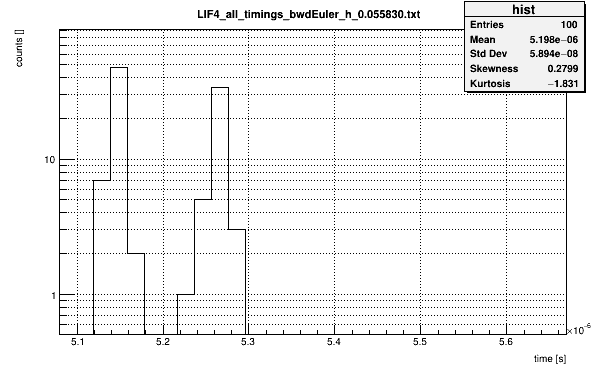 LIF4_all_timings_bwdEuler_h_0.055830.txt
hist
Entries 100
Mean 5.198e−06
Std Dev 5.894e−08
Skewness 0.2799
Kurtosis −1.831
counts []
10
1
5.1 5.2 5.3 5.4 5.5 5.6
×10−6
time [s]